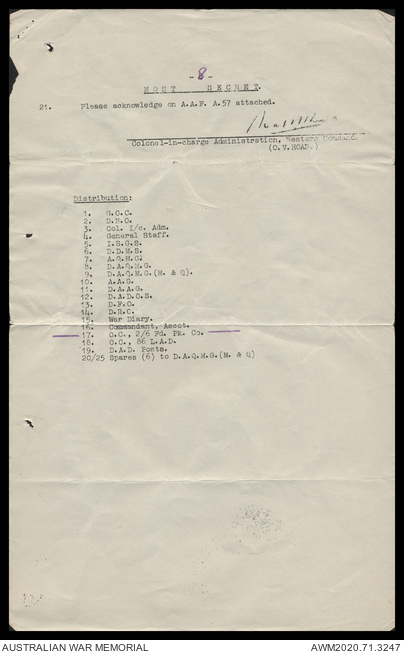 -8-
MOST SECRET.
21. Please acknowledge on A.A.F. A.57 attached.
Colonel-in-charge Administration, Western Command.
(O.V.HOAD.)
Distribution:
1. G.O.C.
2. D.N.O.
3. Col. I/c. Adm.
4. General Staff.
5. I.S.G.S.
6. D.D.M.S.
7. A.Q.M.G.
8. D.A.Q.M.G.
9. D.A.Q.M.G.(M. & Q).
10. A.A.G.
11. D.A.A.G.
12. D.A.D.O.S.
13. D.F.O.
14. D.R.C.
15. War Diary.
16. Commandant, Ascot.
17. O.C., 2/6 Fd. Pk. Co.
18. O.C., 86 L.A.D.
19. D.A.D. Posts.
20/25 Spares (6) to D.A.Q.M.G.(M. & Q)
AUSTRALIAN WAR MEMORIAL
AWM2020.71.3247